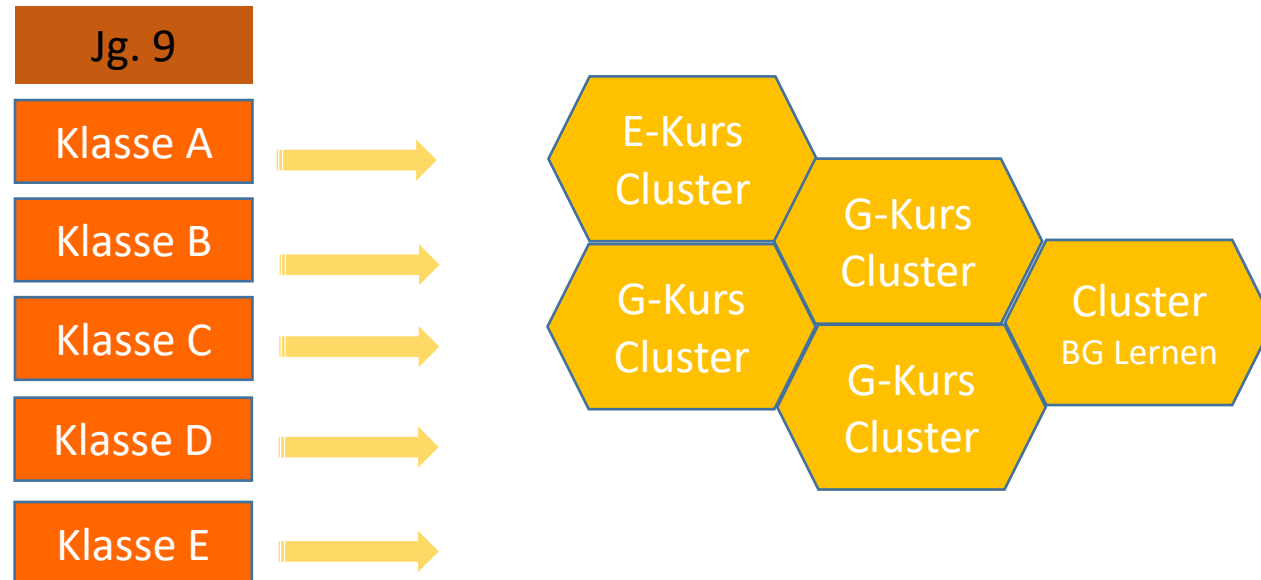 Jg. 9
Klasse A
Klasse B
Klasse C
Klasse D
Klasse E
E-Kurs
Cluster
G-Kurs
Cluster
G-Kurs
Cluster
G-Kurs
Cluster
Cluster
BG Lernen